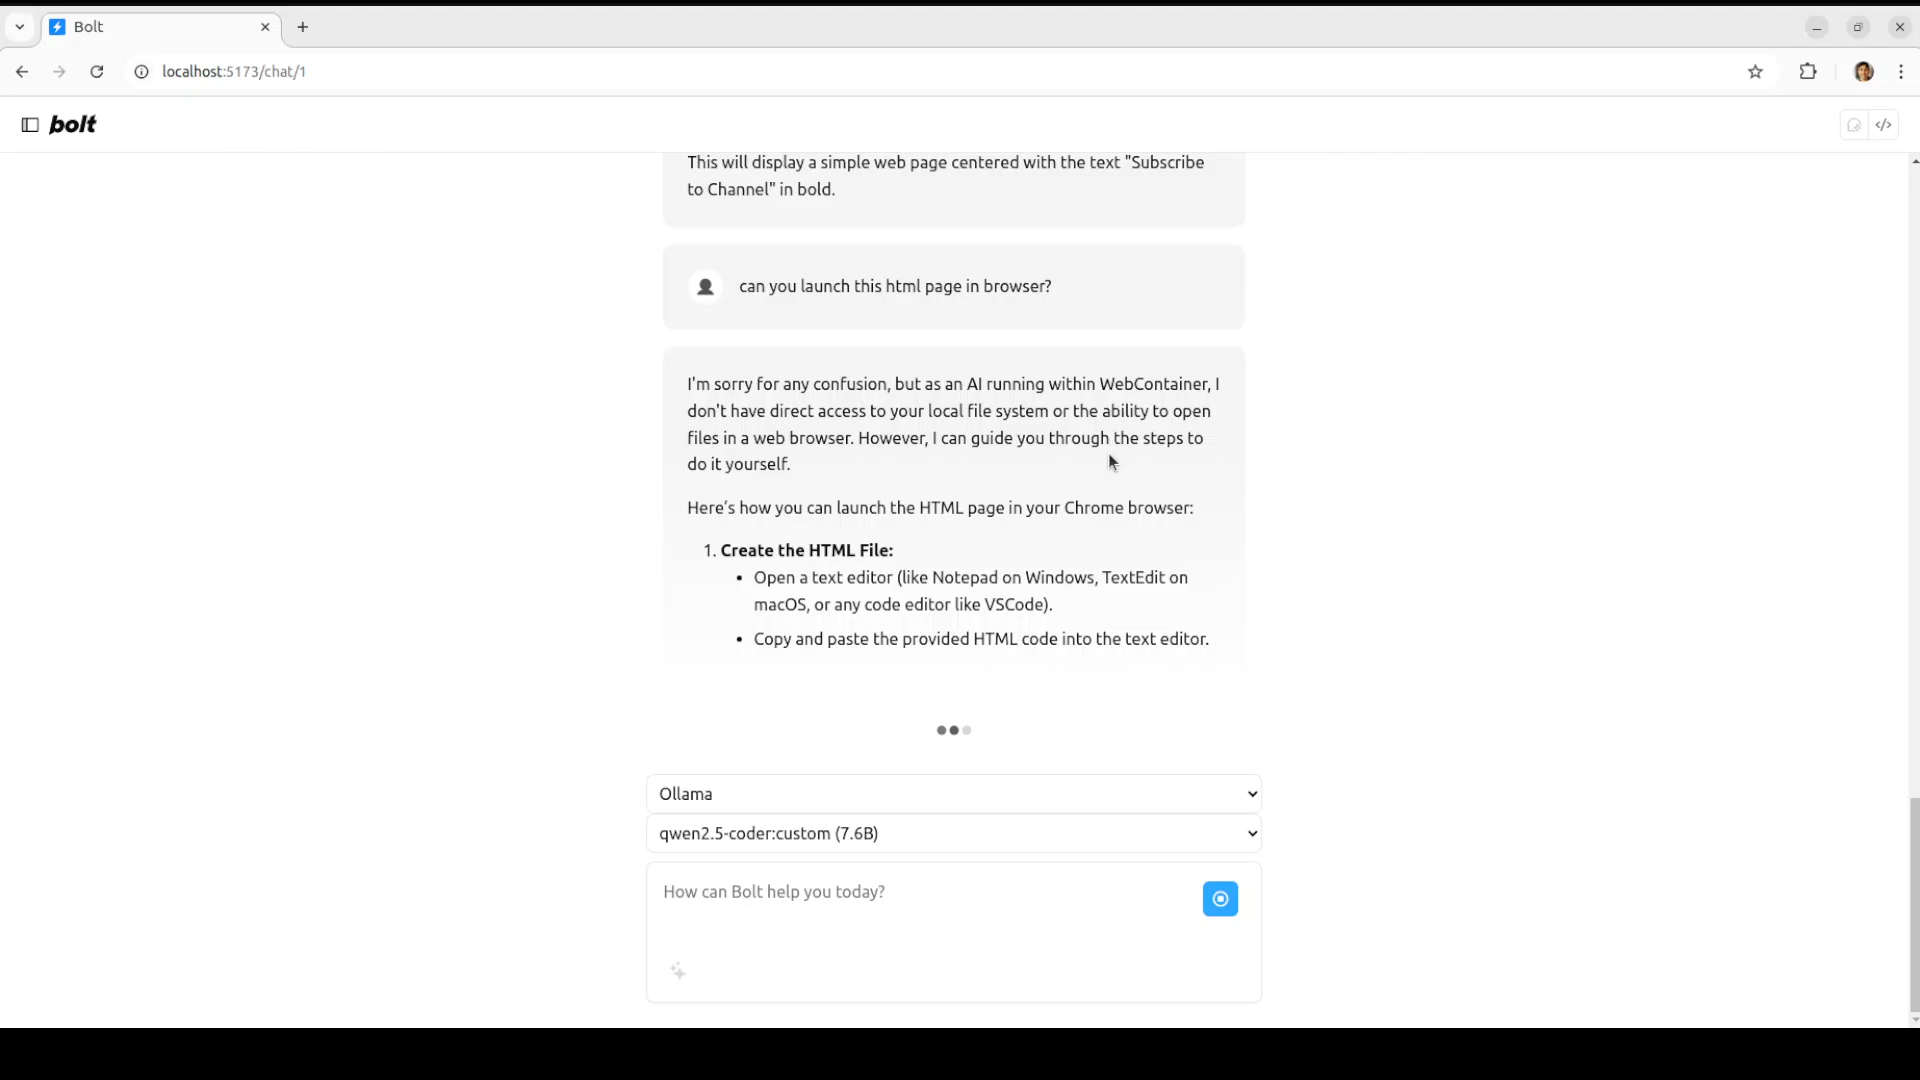 Bolt
localhost:5173/chat/1
bolt
This will display a simple web page centered with the text "Subscribe
to Channel" in bold.
can you launch this html page in browser?
I'm sorry for any confusion, but as an AI running within WebContainer, I
don't have direct access to your local file system or the ability to open
files in a web browser. However, I can guide you through the steps to
do it yourself.
Here’s how you can launch the HTML page in your Chrome browser:
1. Create the HTML File:
• Open a text editor (like Notepad on Windows, TextEdit on
macOS, or any code editor like VSCode).
• Copy and paste the provided HTML code into the text editor.
Ollama
qwen2.5-coder:custom (7.6B)
How can Bolt help you today?